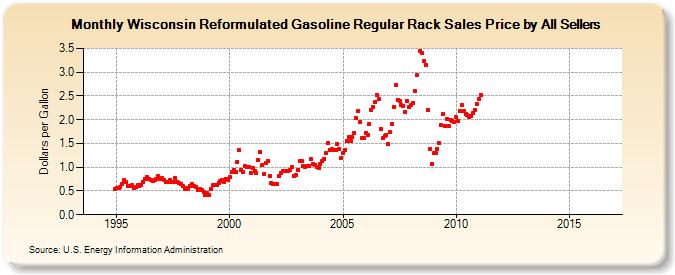 Monthly Wisconsin Reformulated Gasoline Regular Rack Sales Price by All Sellers
Dollars per Gallon
3.5
3.0
2.5
2.0
1.5
1.0
0.5
0.0
1995 2000 2005 2010 2015
Source: U.S. Energy Information Administration